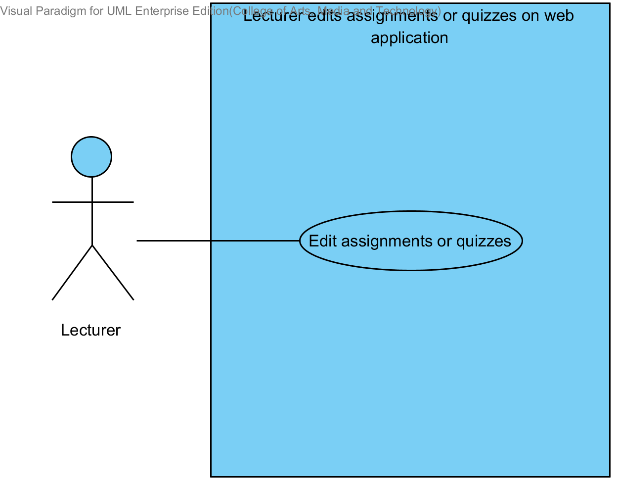 Visual Paradigm for UML Enterprise Edition(College of Arts, Media and Technology)
Lecturer edits assignments or quizzes on web
application
Edit assignments or quizzes
Lecturer